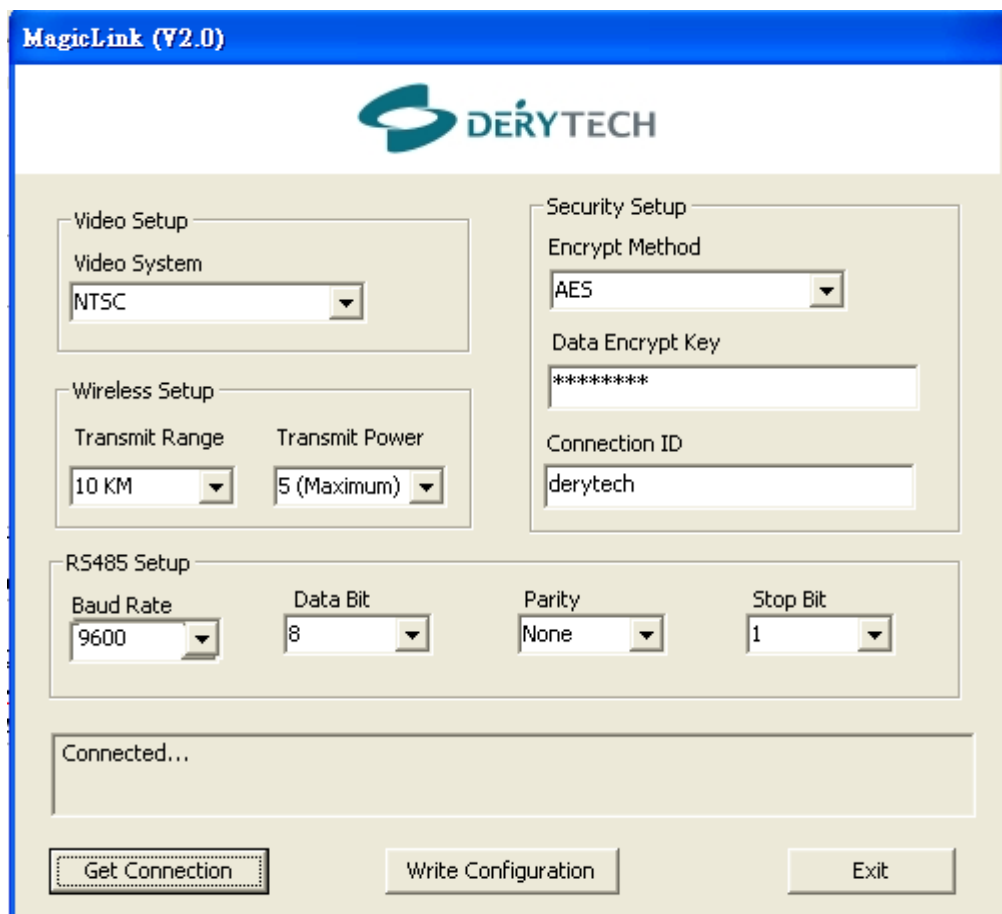 MagicLink (V2.0)
DERYTECH
Video Setup
Video System
NTSC
Security Setup
Encrypt Method
AES
Data Encrypt Key
********
Connection ID
derytech
Wireless Setup
Transmit Range
Transmit Power
10 KM
5 (Maximum)
RS485 Setup
Baud Rate
Data Bit
Parity
Stop Bit
9600
8
None
1
Connected...
Get Connection
Write Configuration
Exit